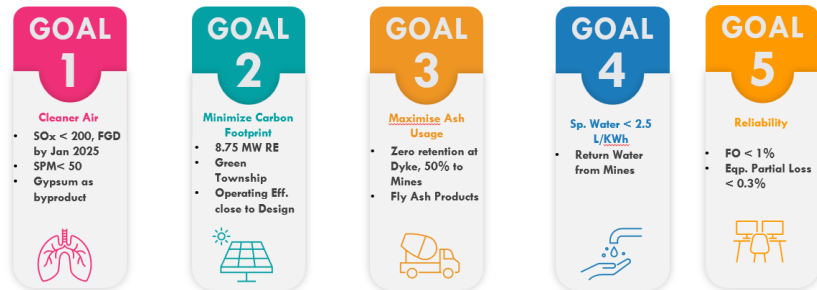 GOAL
1
Cleaner Air
• SOx < 200, FGD
by Jan 2025
• SPM< 50
• Gypsum as
byproduct
GOAL
2
Minimize Carbon
Footprint
• 8.75 MW RE
• Green
Township
• Operating Eff.
close to Design
GOAL
3
Maximise Ash
Usage
• Zero retention at
Dyke, 50% to
Mines
• Fly Ash Products
GOAL
4
Sp. Water < 2.5
L/KWh
• Return Water
from Mines
GOAL
5
Reliability
• FO < 1%
• Eqp. Partial Loss
< 0.3%